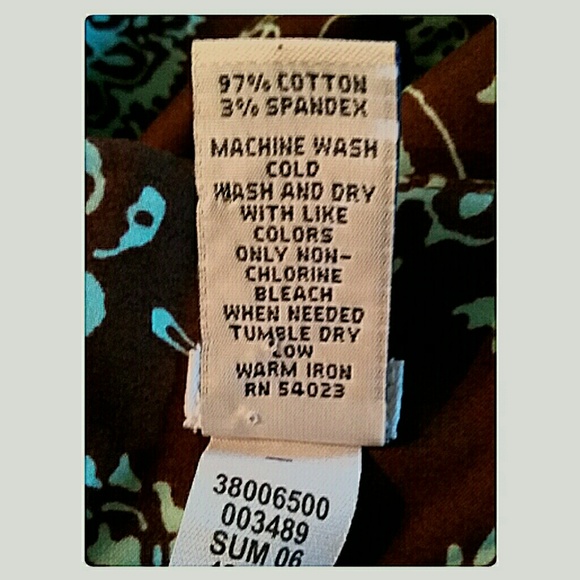 97% COTTON
3% SPANDEX
MACHINE WASH
COLD
WASH AND DRY
WITH LIKE
COLORS
ONLY NON-
CHLORINE
BLEACH
WHEN NEEDED
TUMBLE DRY
LOW
WARM IRON
RN 54023
38006500
003489
SUM 06